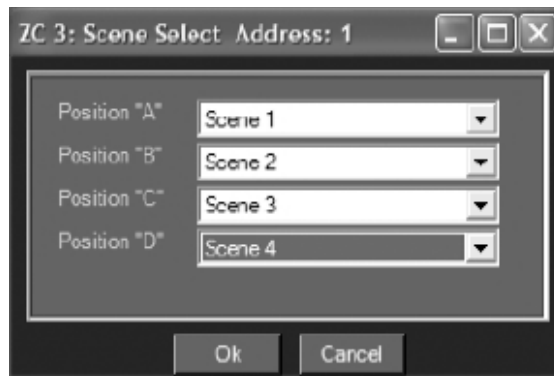 ZC 3: Scene Select Address: 1
Position "A" Scene 1
Position "B" Scene 2
Position "C" Scene 3
Position "D" Scene 4
Ok Cancel